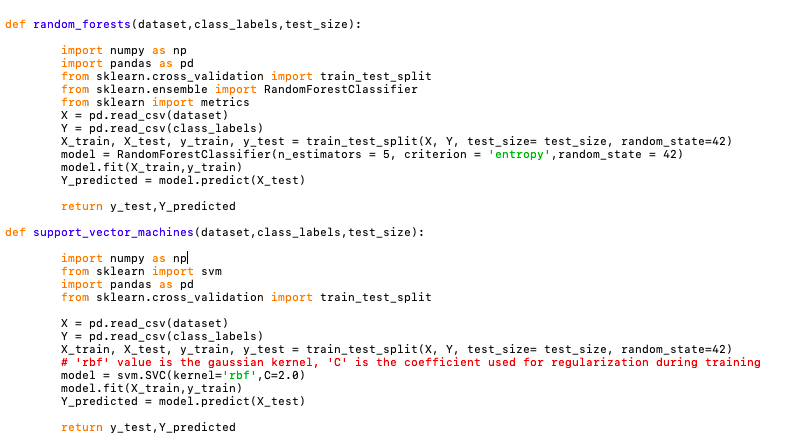 def random_forests(dataset,class_labels,test_size):
import numpy as np
import pandas as pd
from sklearn.cross_validation import train_test_split
from sklearn.ensemble import RandomForestClassifier
from sklearn import metrics
X = pd.read_csv(dataset)
Y = pd.read_csv(class_labels)
X_train, X_test, y_train, y_test = train_test_split(X, Y, test_size= test_size, random_state=42)
model = RandomForestClassifier(n_estimators = 5, criterion = 'entropy',random_state = 42)
model.fit(X_train,y_train)
Y_predicted = model.predict(X_test)
return y_test,Y_predicted
def support_vector_machines(dataset,class_labels,test_size):
import numpy as np
from sklearn import svm
import pandas as pd
from sklearn.cross_validation import train_test_split
X = pd.read_csv(dataset)
Y = pd.read_csv(class_labels)
X_train, X_test, y_train, y_test = train_test_split(X, Y, test_size= test_size, random_state=42)
# 'rbf' value is the gaussian kernel, 'C' is the coefficient used for regularization during training
model = svm.SVC(kernel='rbf',C=2.0)
model.fit(X_train,y_train)
Y_predicted = model.predict(X_test)
return y_test,Y_predicted